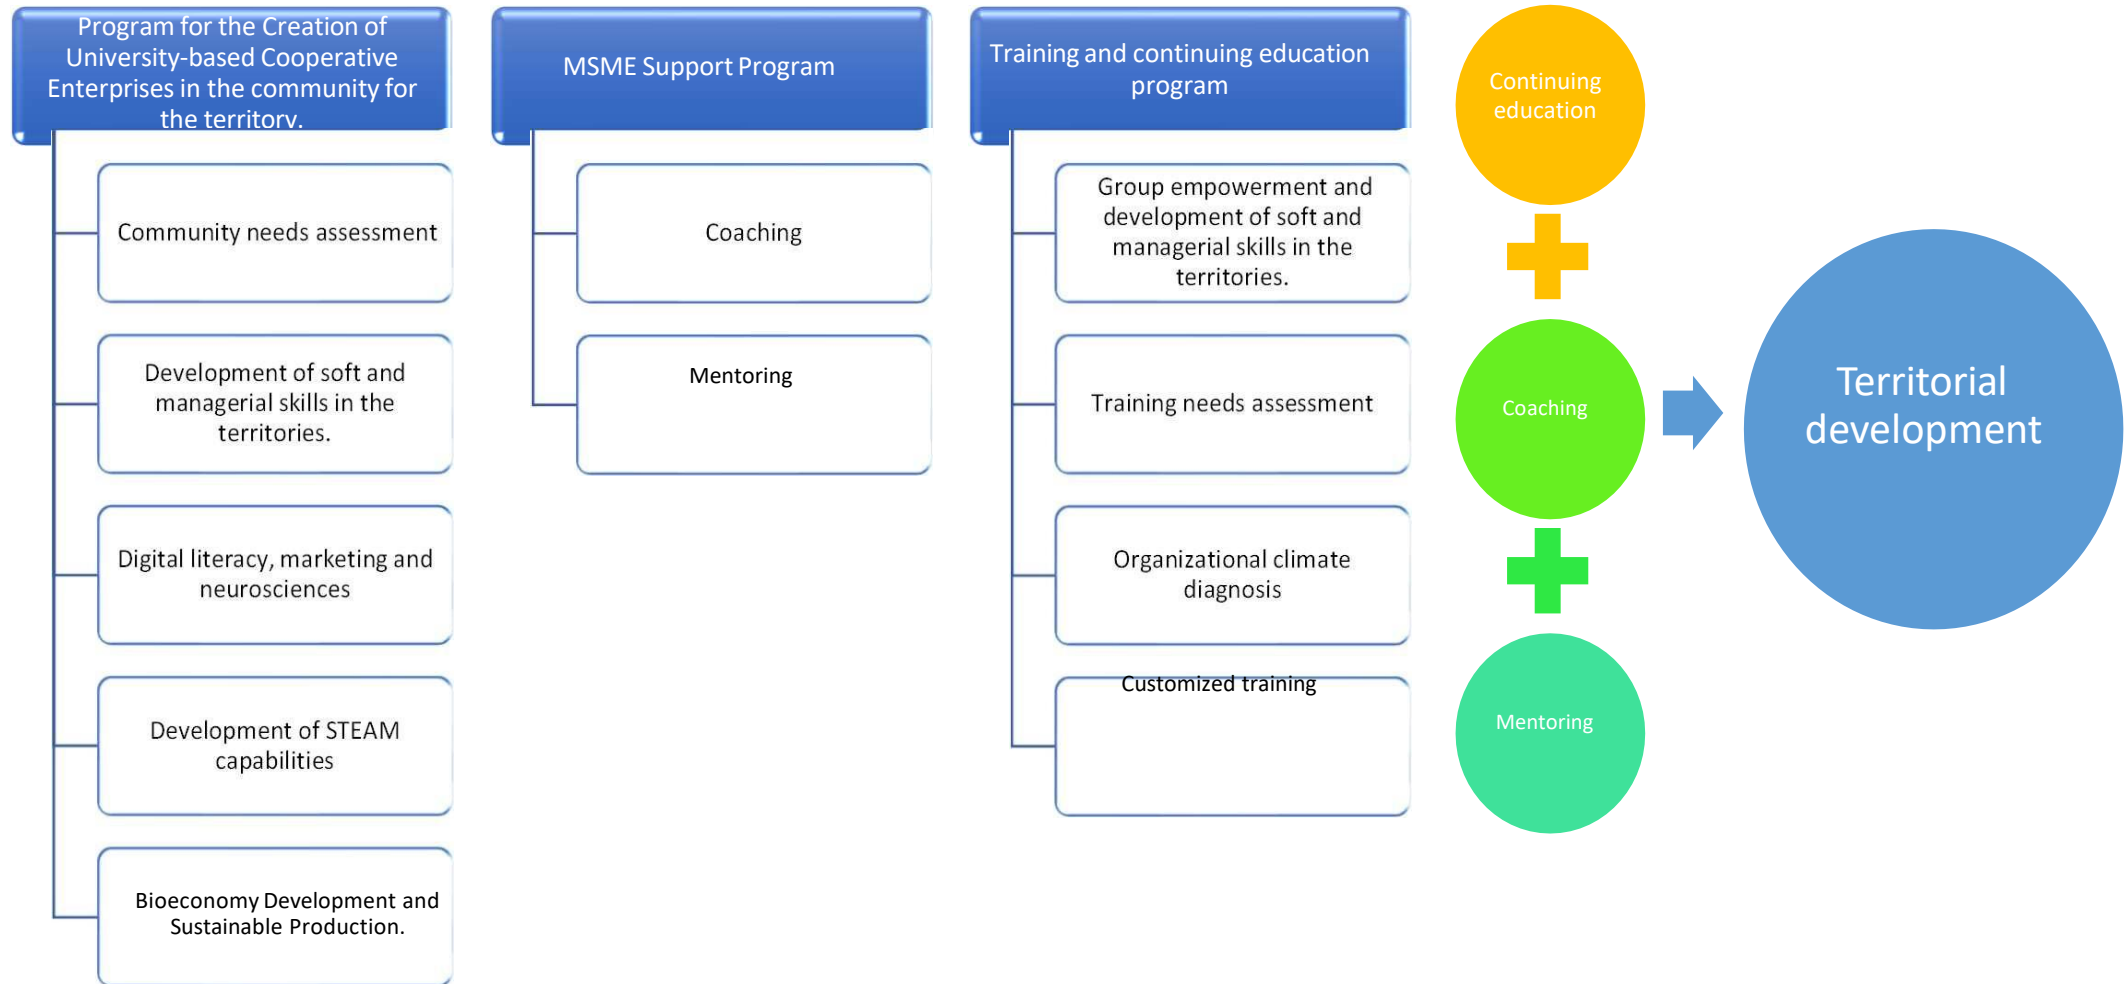 Program for the Creation of
University-based Cooperative
Enterprises in the community for
the territory.
Community needs assessment
Development of soft and
managerial skills in the
territories.
Digital literacy, marketing and
neurosciences
Development of STEAM
capabilities
Bioeconomy Development and
Sustainable Production.
MSME Support Program
Coaching
Mentoring
Training and continuing education
program
Group empowerment and
development of soft and
managerial skills in the
territories.
Training needs assessment
Organizational climate
diagnosis
Customized training
Continuing
education
Coaching
Mentoring
Territorial
development